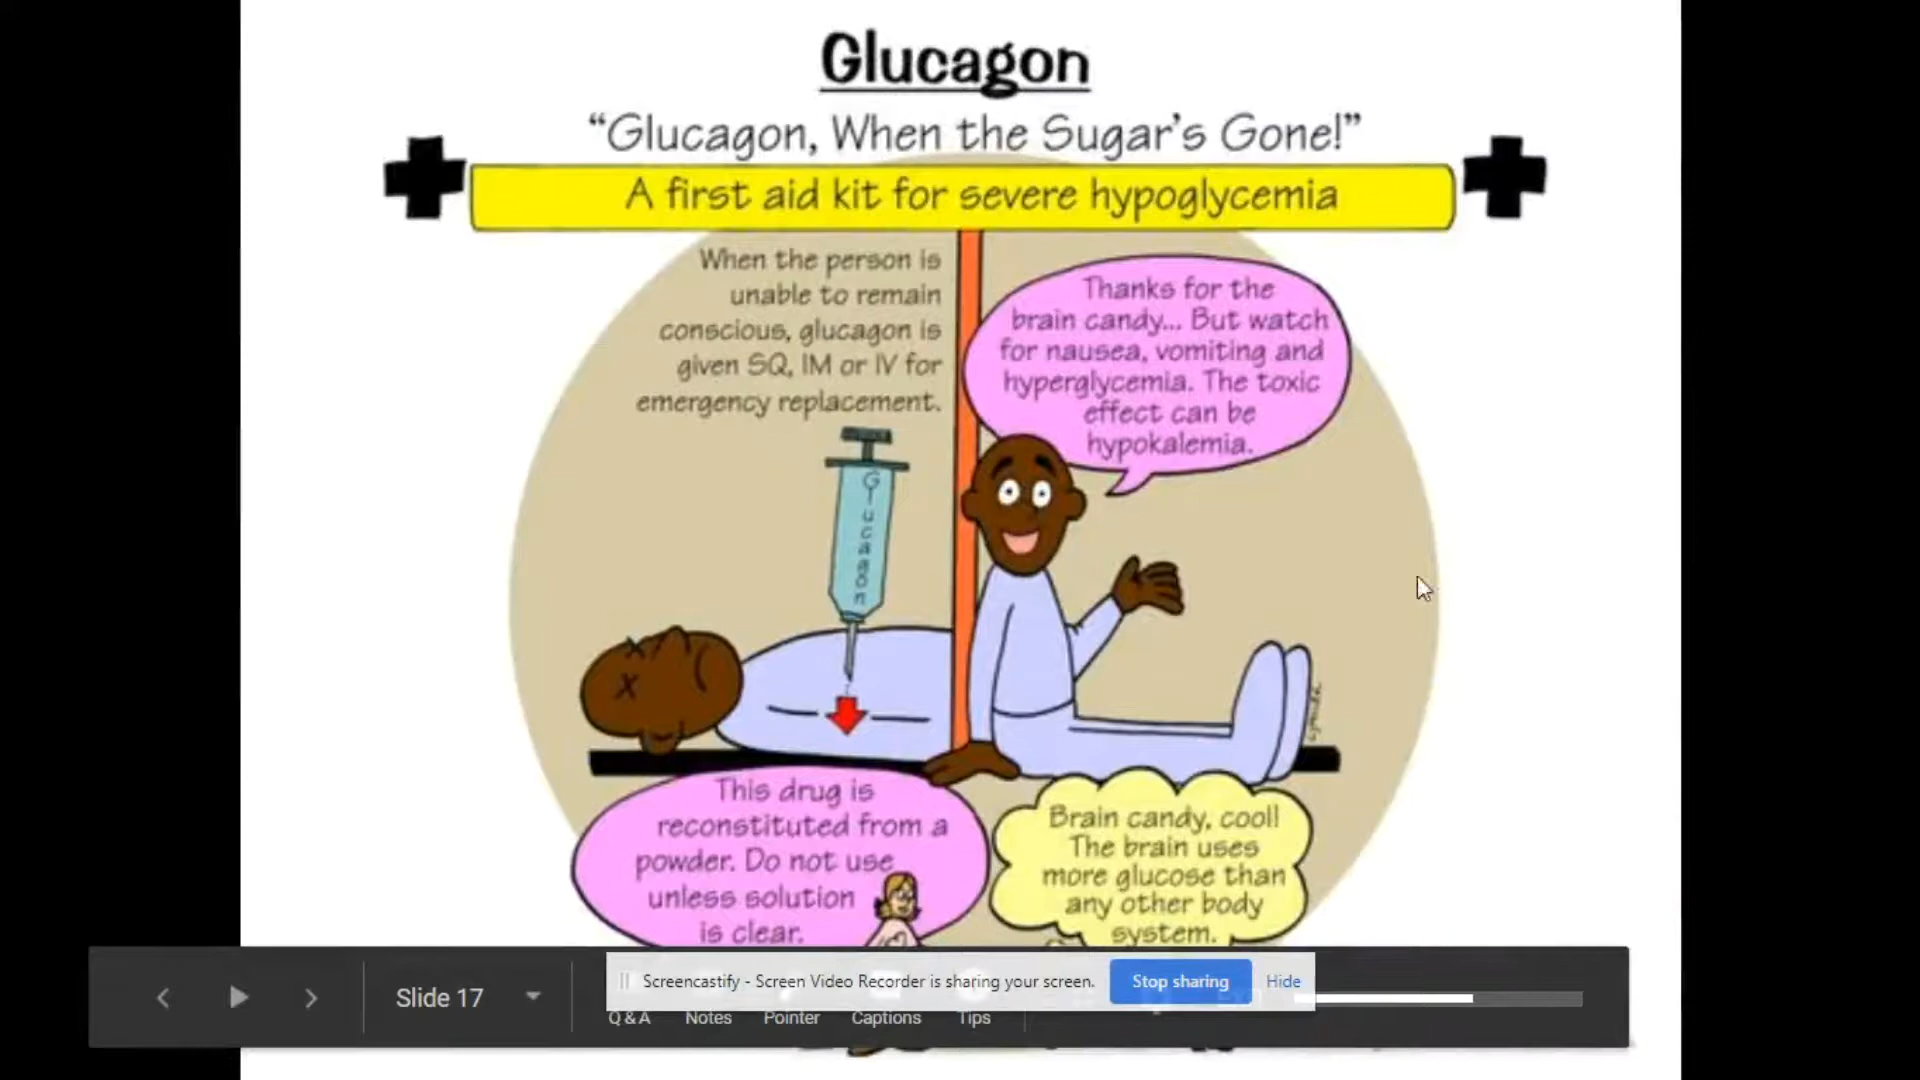 Glucagon
“Glucagon, When the Sugar's Gone!”
A first aid kit for severe hypoglycemia
When the person is
unable to remain
conscious, glucagon is
given SQ, IM or IV for
emergency replacement.
Thanks for the
brain candy... But watch
for nausea, vomiting and
hyperglycemia. The toxic
effect can be
hypokalemia.
Glucagon
This drug is
reconstituted from a
powder. Do not use
unless solution
is clear.
Brain candy, cool!
The brain uses
more glucose than
any other body
system.
Slide 17
Screencastify - Screen Video Recorder is sharing your screen.
Stop sharing
Hide
Q&A
Notes
Pointer
Captions
Tips